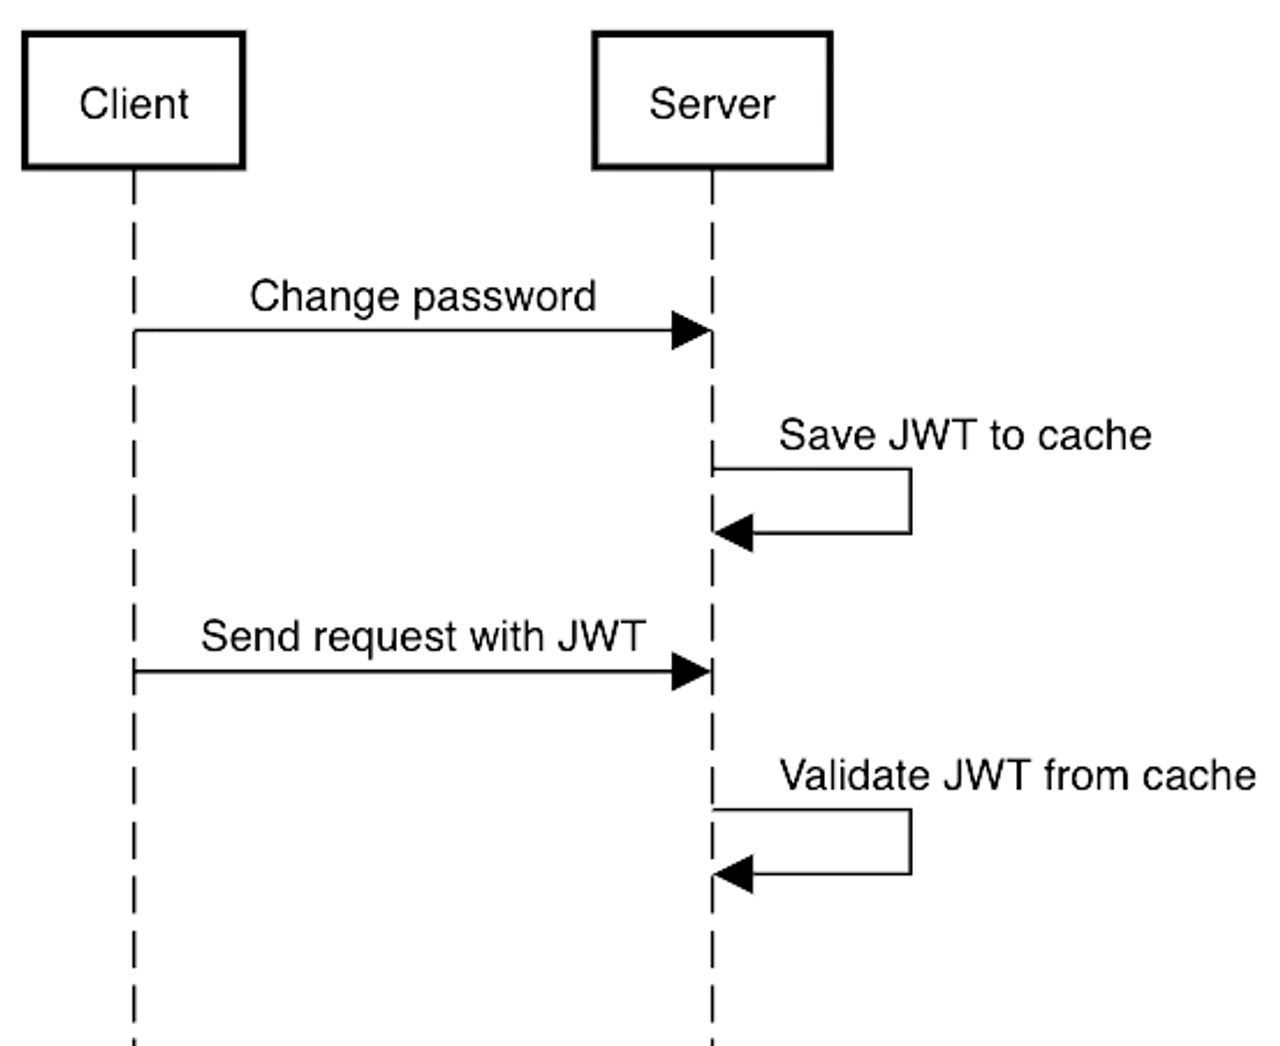 Client
Server
Change password
Save JWT to cache
Send request with JWT
Validate JWT from cache